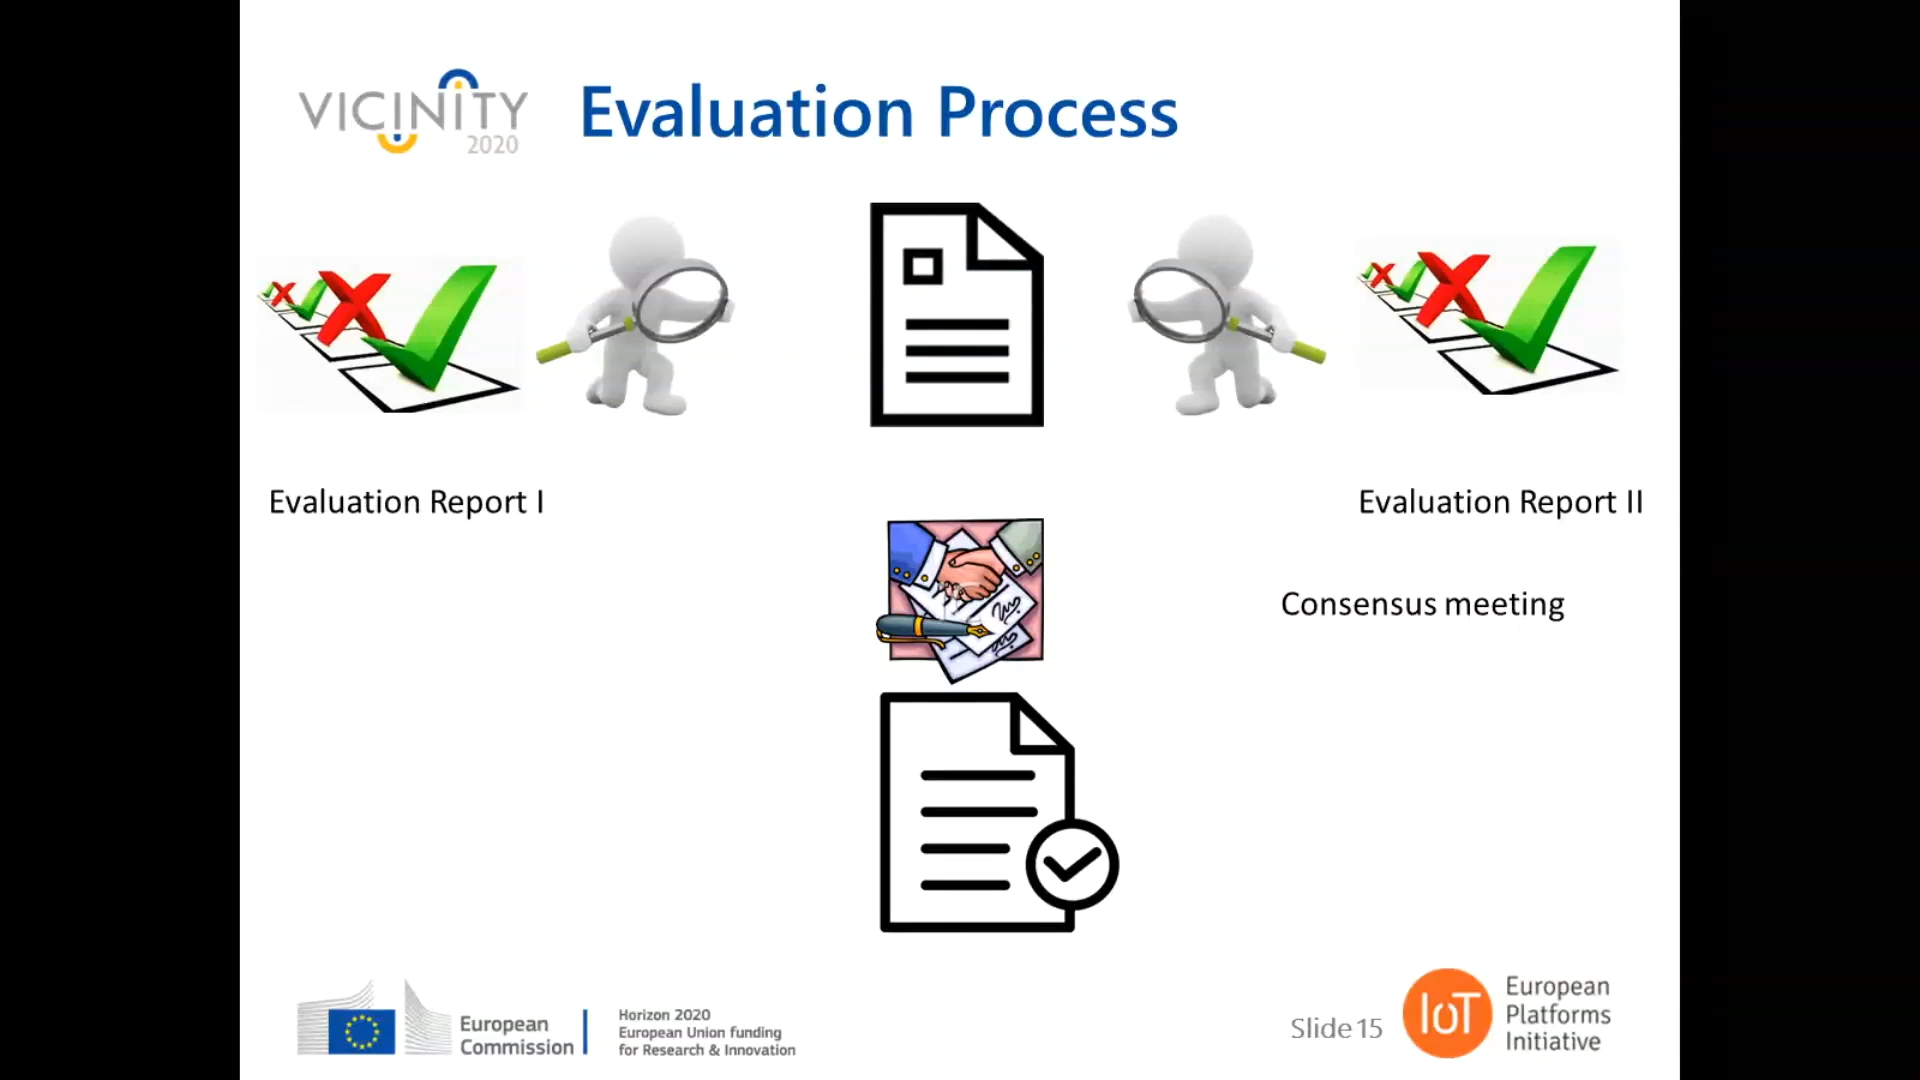 VICINITY
2020
Evaluation Process
Evaluation Report I
Evaluation Report II
Consensus meeting
European
Commission
Horizon 2020
European Union funding
for Research & Innovation
Slide 15
IoT
European
Platforms
Initiative